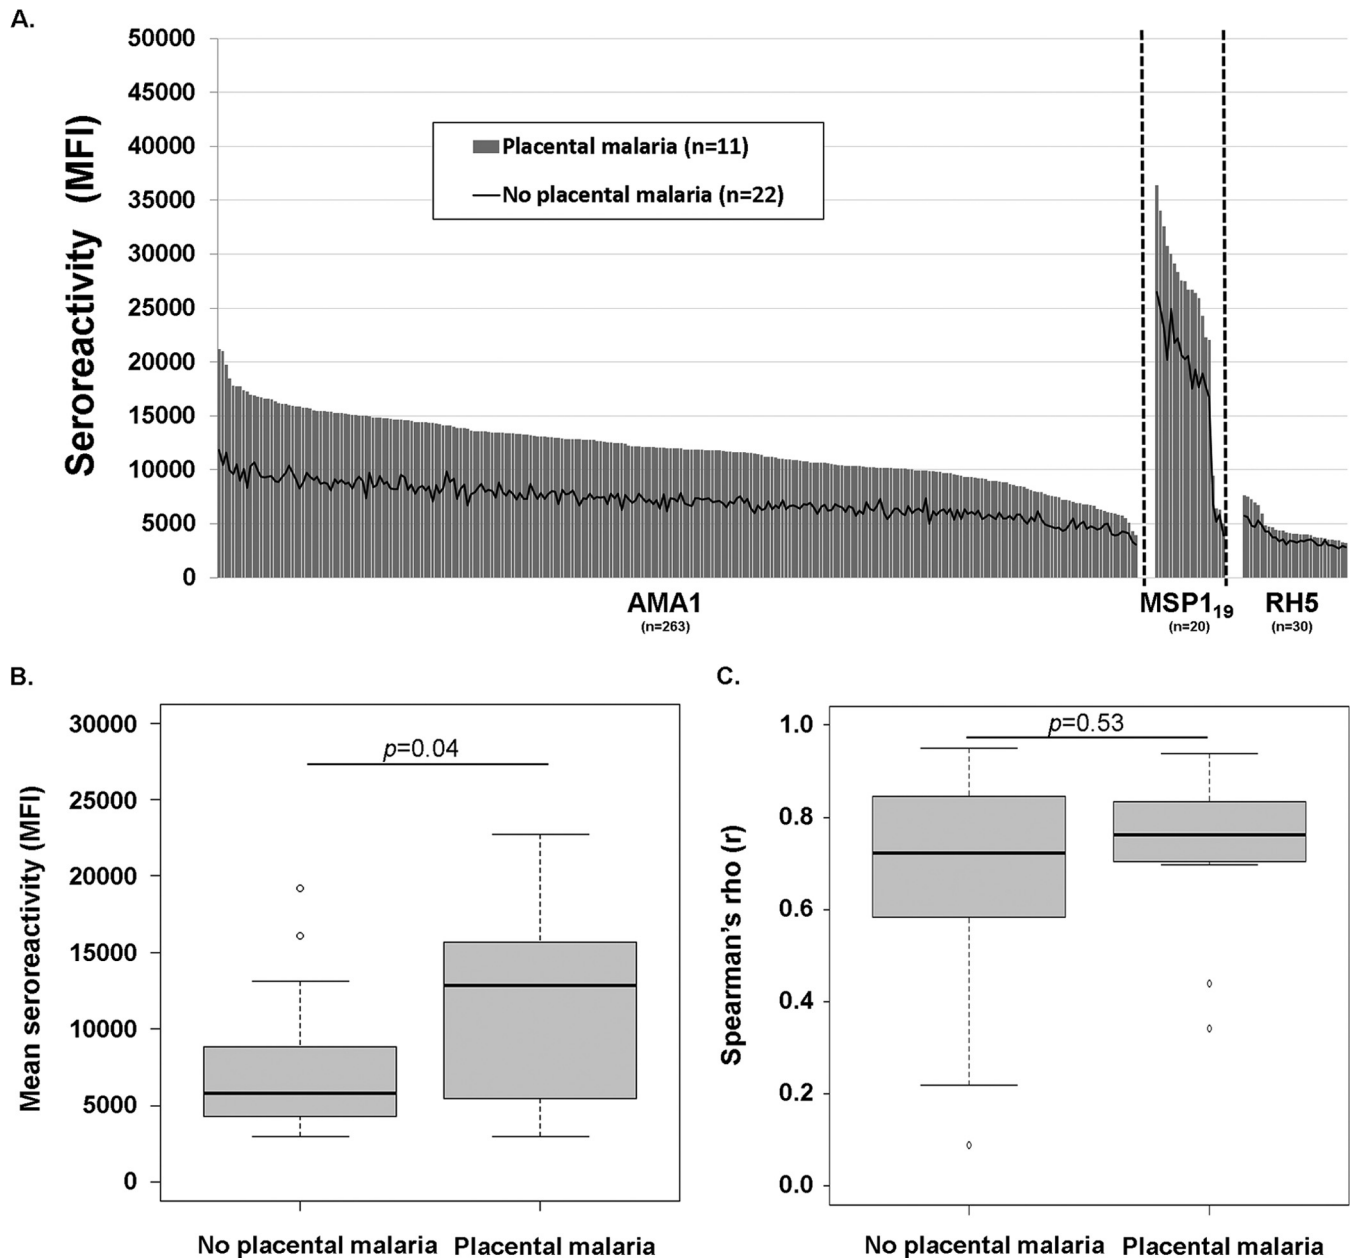 A.
50000
45000
40000
35000
30000
25000
20000
15000
10000
5000
0
Seroreactivity (MFI)
Placental malaria (n=11)
No placental malaria (n=22)
AMA1
(n=263)
MSP1₁₉
(n=20)
RH5
(n=30)
B.
30000
25000
20000
15000
10000
5000
0
Mean seroreactivity (MFI)
p=0.04
No placental malaria
Placental malaria
C.
1.0
0.8
0.6
0.4
0.2
0.0
Spearman's rho (r)
p=0.53
No placental malaria
Placental malaria